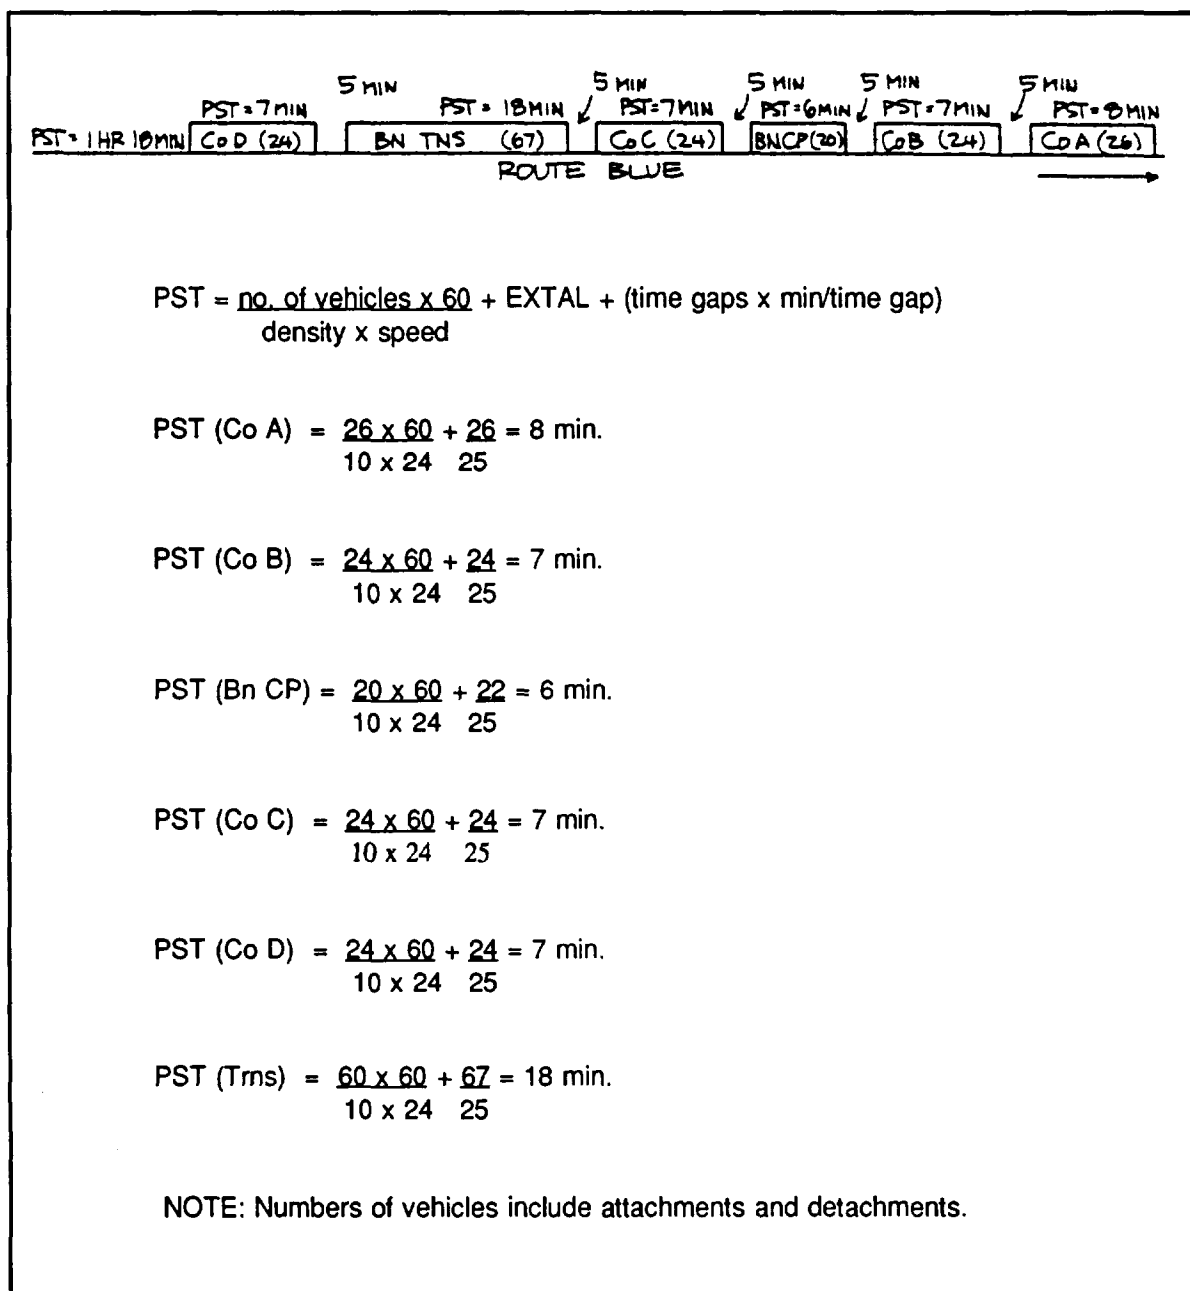 5 MIN 5 MIN 5 MIN 5 MIN 5 MIN
PST = 7 MIN PST = 18 MIN PST = 7 MIN PST = 6 MIN PST = 7 MIN PST = 8 MIN
PST = 1 HR 18 MIN Co D (24) BN TNS (67) Co C (24) BNCP (20) Co B (24) Co A (26)
ROUTE BLUE
PST = no. of vehicles x 60 + EXTAL + (time gaps x min/time gap)
density x speed
PST (Co A) = 26 x 60 + 26 = 8 min.
10 x 24 25
PST (Co B) = 24 x 60 + 24 = 7 min.
10 x 24 25
PST (Bn CP) = 20 x 60 + 22 = 6 min.
10 x 24 25
PST (Co C) = 24 x 60 + 24 = 7 min.
10 x 24 25
PST (Co D) = 24 x 60 + 24 = 7 min.
10 x 24 25
PST (Trns) = 60 x 60 + 67 = 18 min.
10 x 24 25
NOTE: Numbers of vehicles include attachments and detachments.